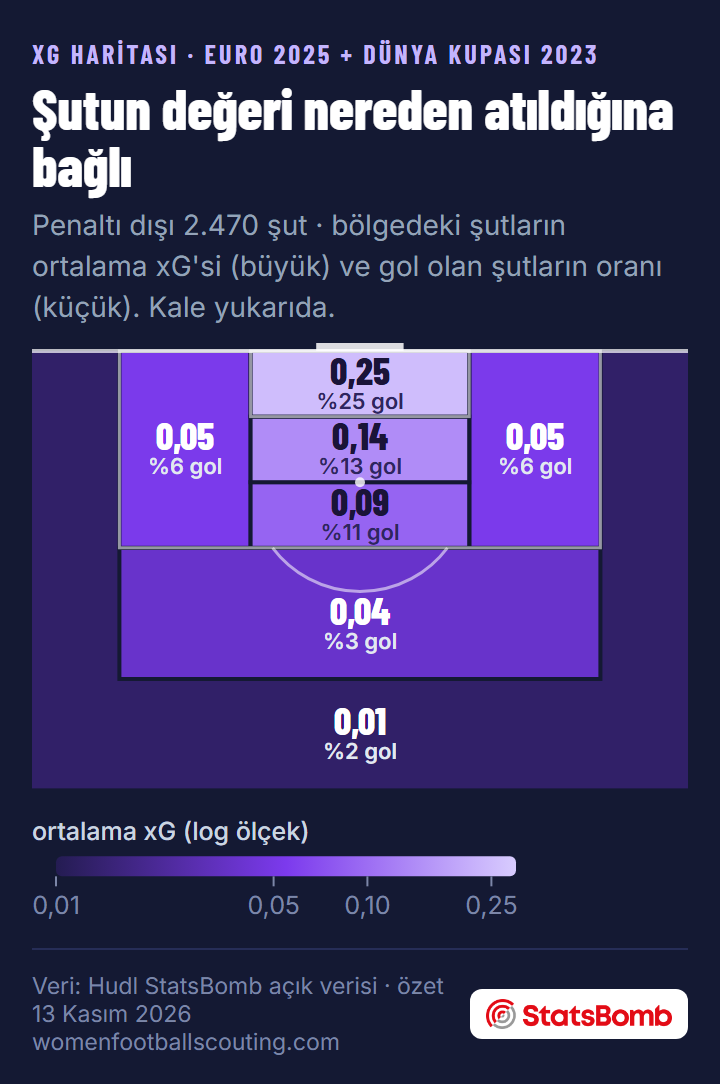 XG HARİTASI · EURO 2025 + DÜNYA KUPASI 2023
Şutun değeri nereden atıldığına
bağlı
Penaltı dışı 2.470 şut · bölgedeki şutların
ortalama xG'si (büyük) ve gol olan şutların oranı
(küçük). Kale yukarıda.
0,25
%25 gol
0,05
%6 gol
0,14
%13 gol
0,05
%6 gol
0,09
%11 gol
0,04
%3 gol
0,01
%2 gol
ortalama xG (log ölçek)
0,01 0,05 0,10 0,25
Veri: Hudl StatsBomb açık verisi · özet
13 Kasım 2026
womenfootballscouting.com
StatsBomb